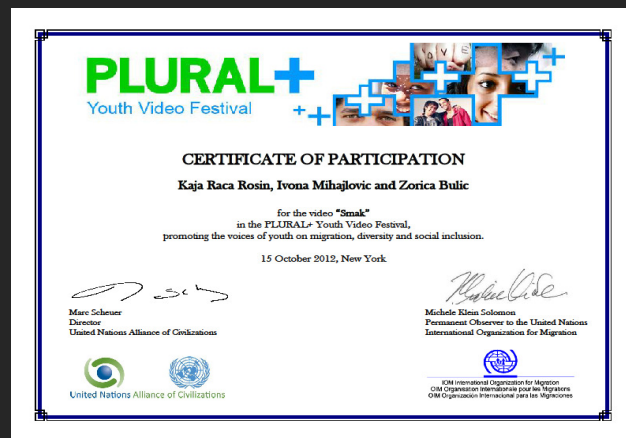 PLURAL+
Youth Video Festival
LOVE
CERTIFICATE OF PARTICIPATION
Kaja Raca Rosin, Ivona Mihajlovic and Zorica Bulic
for the video "Smak"
in the PLURAL+ Youth Video Festival,
promoting the voices of youth on migration, diversity and social inclusion.
15 October 2012, New York
Marc Scheuer
Director
United Nations Alliance of Civilizations
Michele Klein Solomon
Permanent Observer to the United Nations
International Organization for Migration
United Nations Alliance of Civilizations
IOM International Organization for Migration
OIM Organisation Internationale pour les Migrations
OIM Organización Internacional para las Migraciones